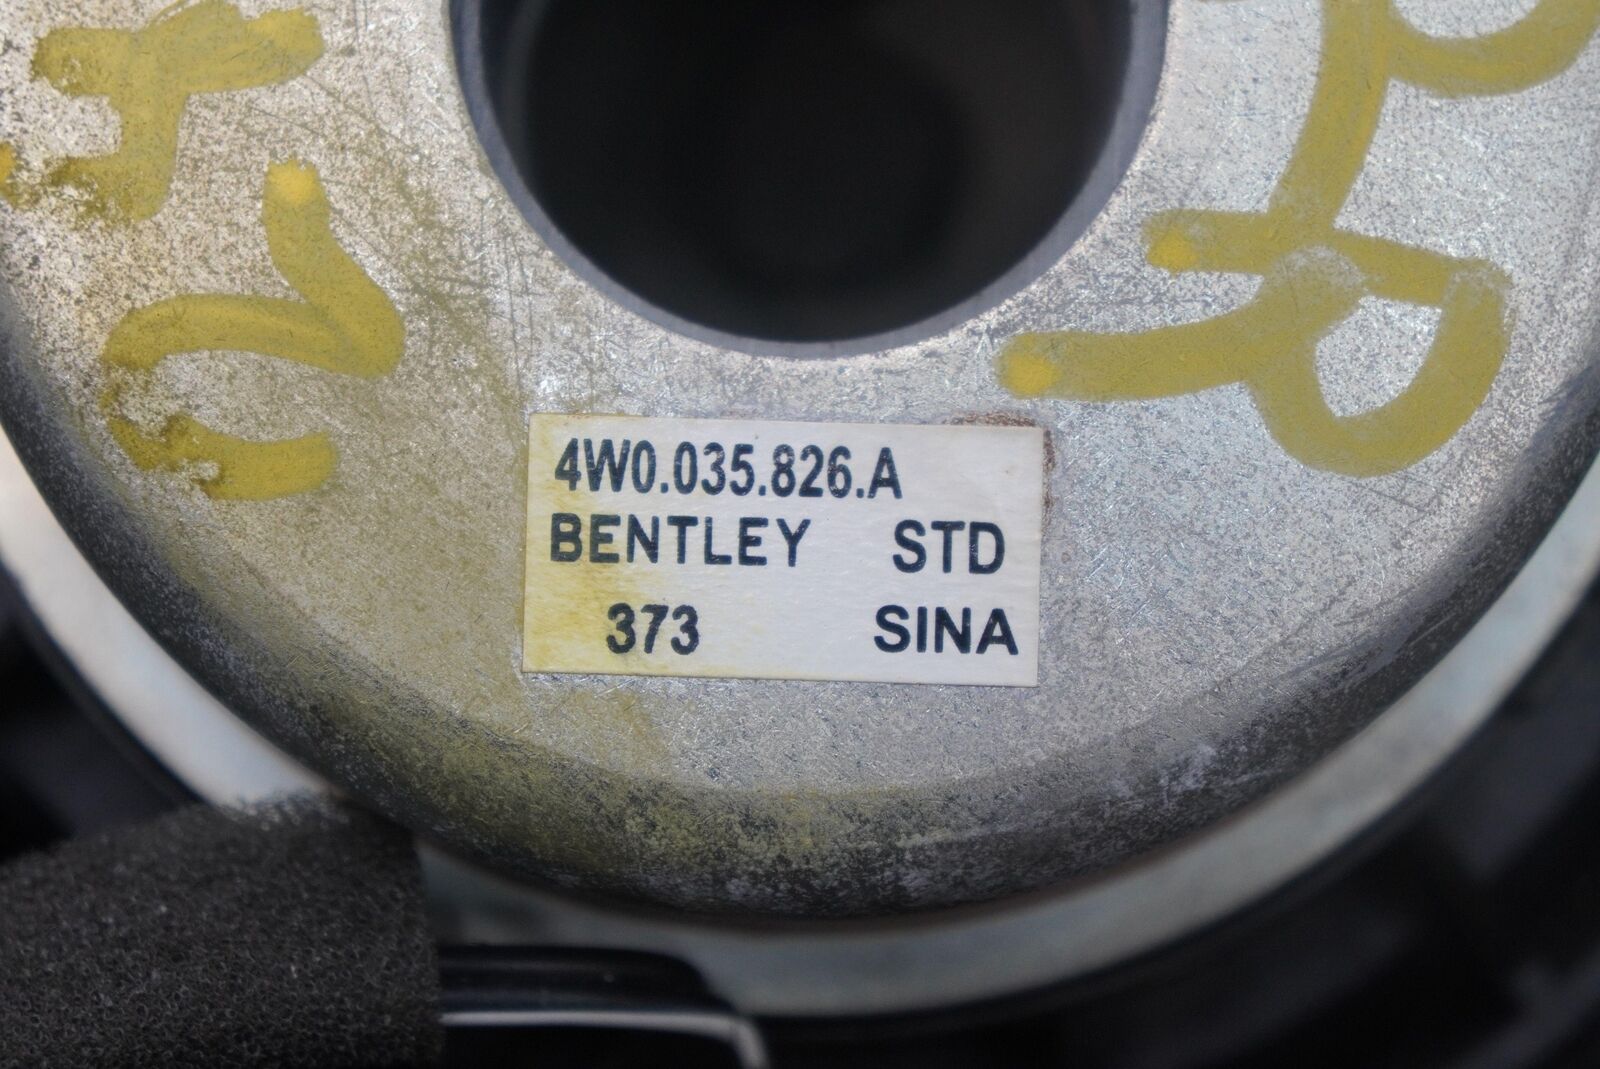 4W0.035.826.A
BENTLEY STD
373 SINA